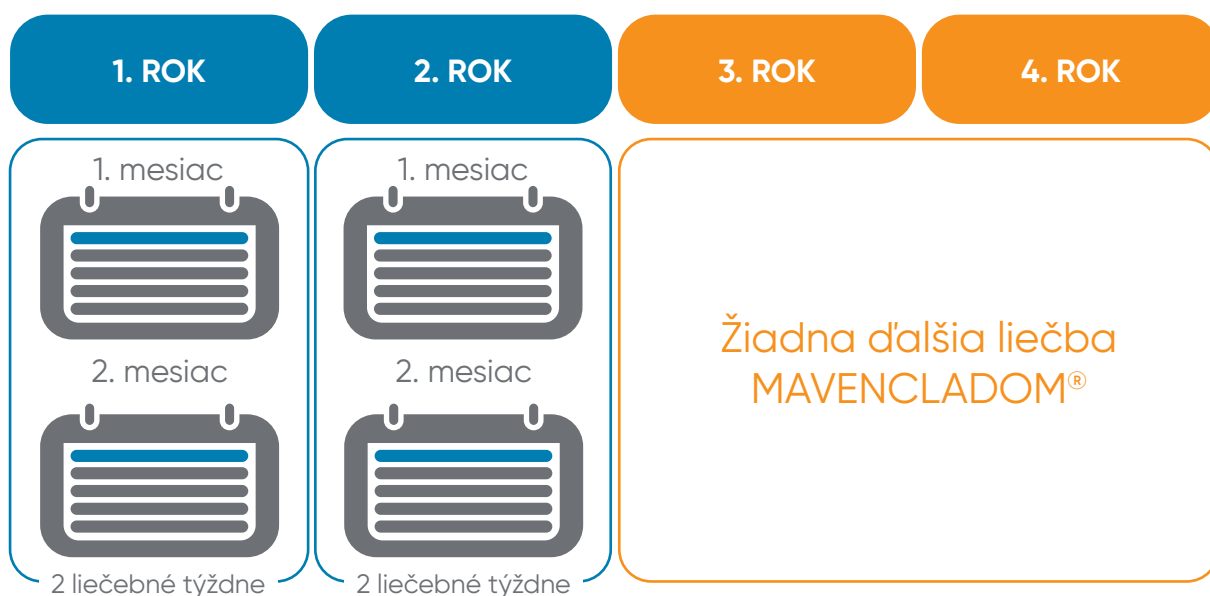 1. ROK
2. ROK
3. ROK
4. ROK
1. mesiac
2. mesiac
2 liečebné týždne
1. mesiac
2. mesiac
2 liečebné týždne
Žiadna ďalšia liečba
MAVENCLADOM®